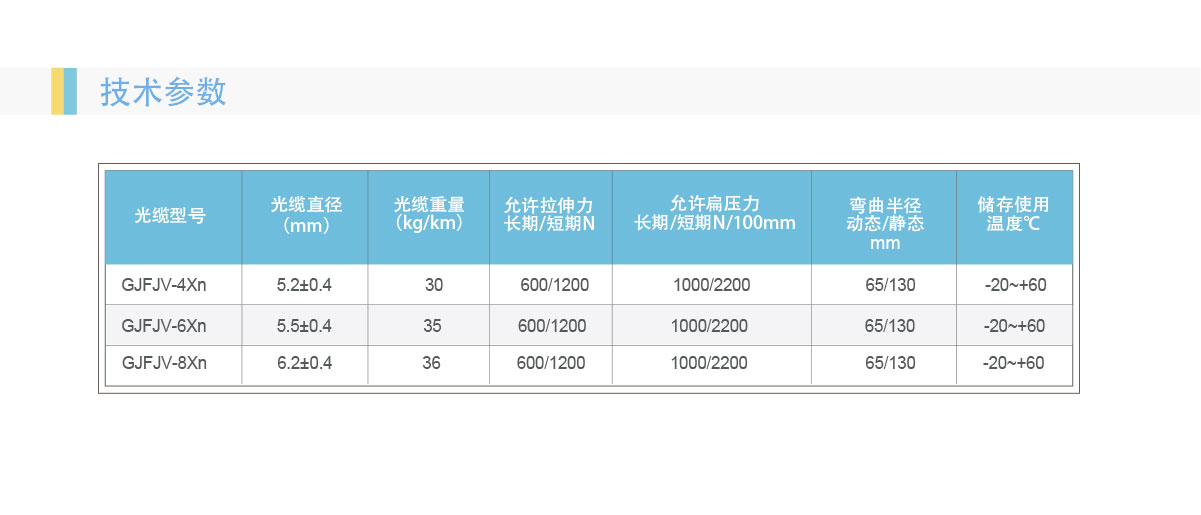 技术参数
光缆型号 光缆直径 光缆重量 允许拉伸力 允许扁压力 弯曲半径 储存使用
（mm） （kg/km） 长期/短期N 长期/短期N/100mm 动态/静态 温度℃
mm
GJFJV-4Xn 5.2±0.4 30 600/1200 1000/2200 65/130 -20~+60
GJFJV-6Xn 5.5±0.4 35 600/1200 1000/2200 65/130 -20~+60
GJFJV-8Xn 6.2±0.4 36 600/1200 1000/2200 65/130 -20~+60